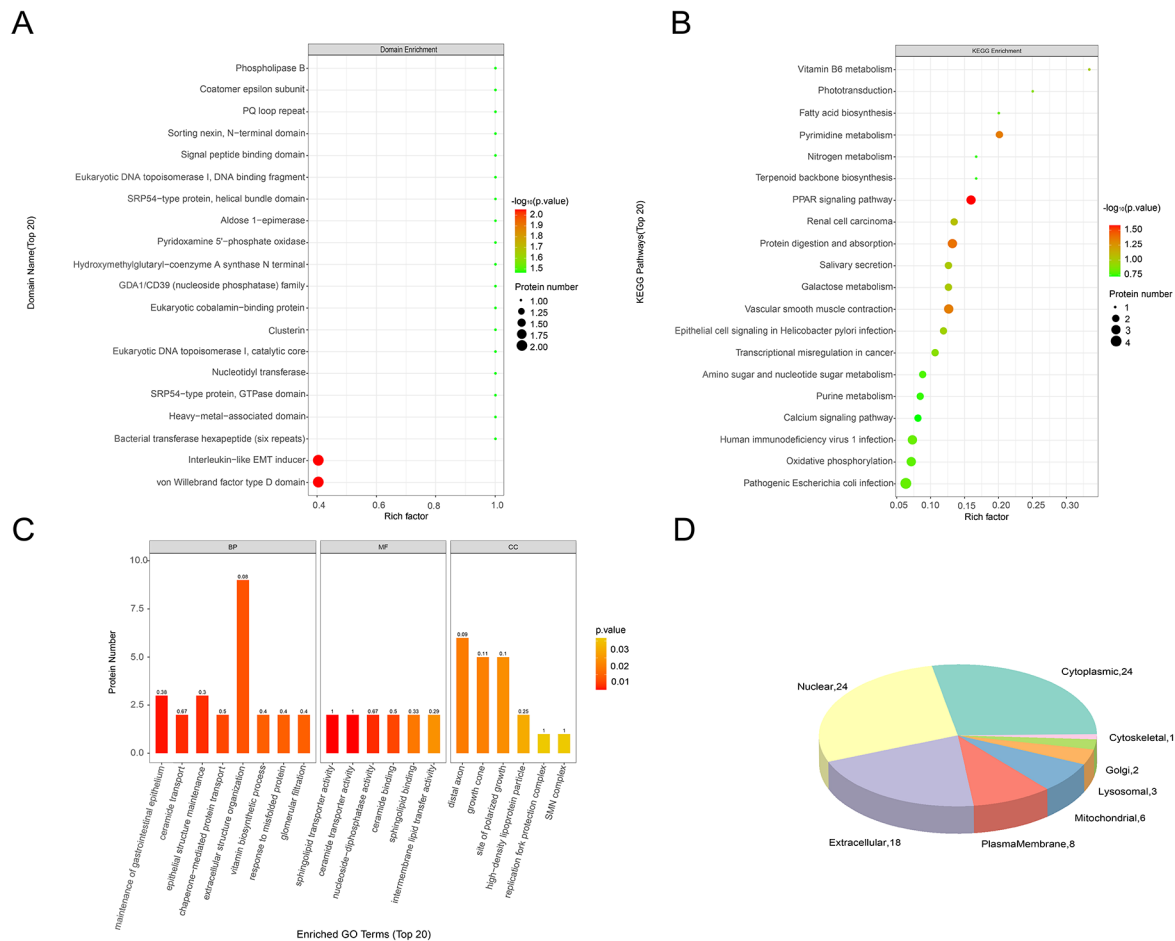 A
Domain Enrichment
Domain Name(Top 20)
Phospholipase B
Coatomer epsilon subunit
PQ loop repeat
Sorting nexin, N−terminal domain
Signal peptide binding domain
Eukaryotic DNA topoisomerase I, DNA binding fragment
SRP54−type protein, helical bundle domain
Aldose 1−epimerase
Pyridoxamine 5'−phosphate oxidase
Hydroxymethylglutaryl−coenzyme A synthase N terminal
GDA1/CD39 (nucleoside phosphatase) family
Eukaryotic cobalamin−binding protein
Clusterin
Eukaryotic DNA topoisomerase I, catalytic core
Nucleotidyl transferase
SRP54−type protein, GTPase domain
Heavy−metal−associated domain
Bacterial transferase hexapeptide (six repeats)
Interleukin−like EMT inducer
von Willebrand factor type D domain
0.4 0.6 0.8 1.0
Rich factor
-log₁₀(p.value)
2.0
1.9
1.8
1.7
1.6
1.5
Protein number
1.00
1.25
1.50
1.75
2.00
B
KEGG Enrichment
KEGG Pathways(Top 20)
Vitamin B6 metabolism
Phototransduction
Fatty acid biosynthesis
Pyrimidine metabolism
Nitrogen metabolism
Terpenoid backbone biosynthesis
PPAR signaling pathway
Renal cell carcinoma
Protein digestion and absorption
Salivary secretion
Galactose metabolism
Vascular smooth muscle contraction
Epithelial cell signaling in Helicobacter pylori infection
Transcriptional misregulation in cancer
Amino sugar and nucleotide sugar metabolism
Purine metabolism
Calcium signaling pathway
Human immunodeficiency virus 1 infection
Oxidative phosphorylation
Pathogenic Escherichia coli infection
0.05 0.10 0.15 0.20 0.25 0.30
Rich factor
-log₁₀(p.value)
1.50
1.25
1.00
0.75
Protein number
1
2
3
4
C
BP MF CC
Protein Number
10.0
7.5
5.0
2.5
0.0
0.38 0.67 0.3 0.5 0.08 0.4 0.4 0.4 1 1 0.67 0.5 0.33 0.29 0.09 0.11 0.1 0.25 1 1
maintenance of gastrointestinal epithelium
ceramide transport
epithelial structure maintenance
chaperone−mediated protein transport
extracellular structure organization
vitamin biosynthetic process
response to misfolded protein
glomerular filtration
sphingolipid transporter activity
ceramide transporter activity
nucleoside−diphosphatase activity
ceramide binding
sphingolipid binding
intermembrane lipid transfer activity
distal axon
growth cone
site of polarized growth
high−density lipoprotein particle
replication fork protection complex
SMN complex
Enriched GO Terms (Top 20)
p.value
0.03
0.02
0.01
D
Nuclear,24
Cytoplasmic,24
Cytoskeletal,1
Golgi,2
Lysosomal,3
Mitochondrial,6
PlasmaMembrane,8
Extracellular,18